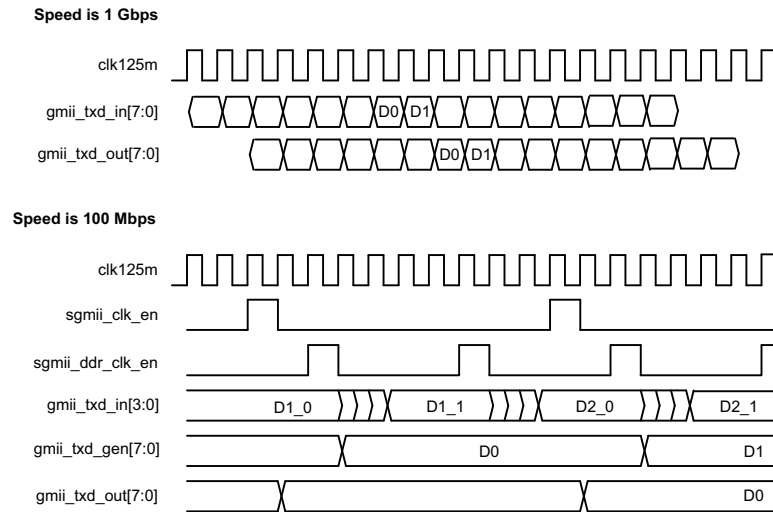 Speed is 1 Gbps
clk125m
gmii_txd_in[7:0] D0 D1
gmii_txd_out[7:0] D0 D1
Speed is 100 Mbps
clk125m
sgmii_clk_en
sgmii_ddr_clk_en
gmii_txd_in[3:0] D1_0 D1_1 D2_0 D2_1
gmii_txd_gen[7:0] D0 D1
gmii_txd_out[7:0] D0